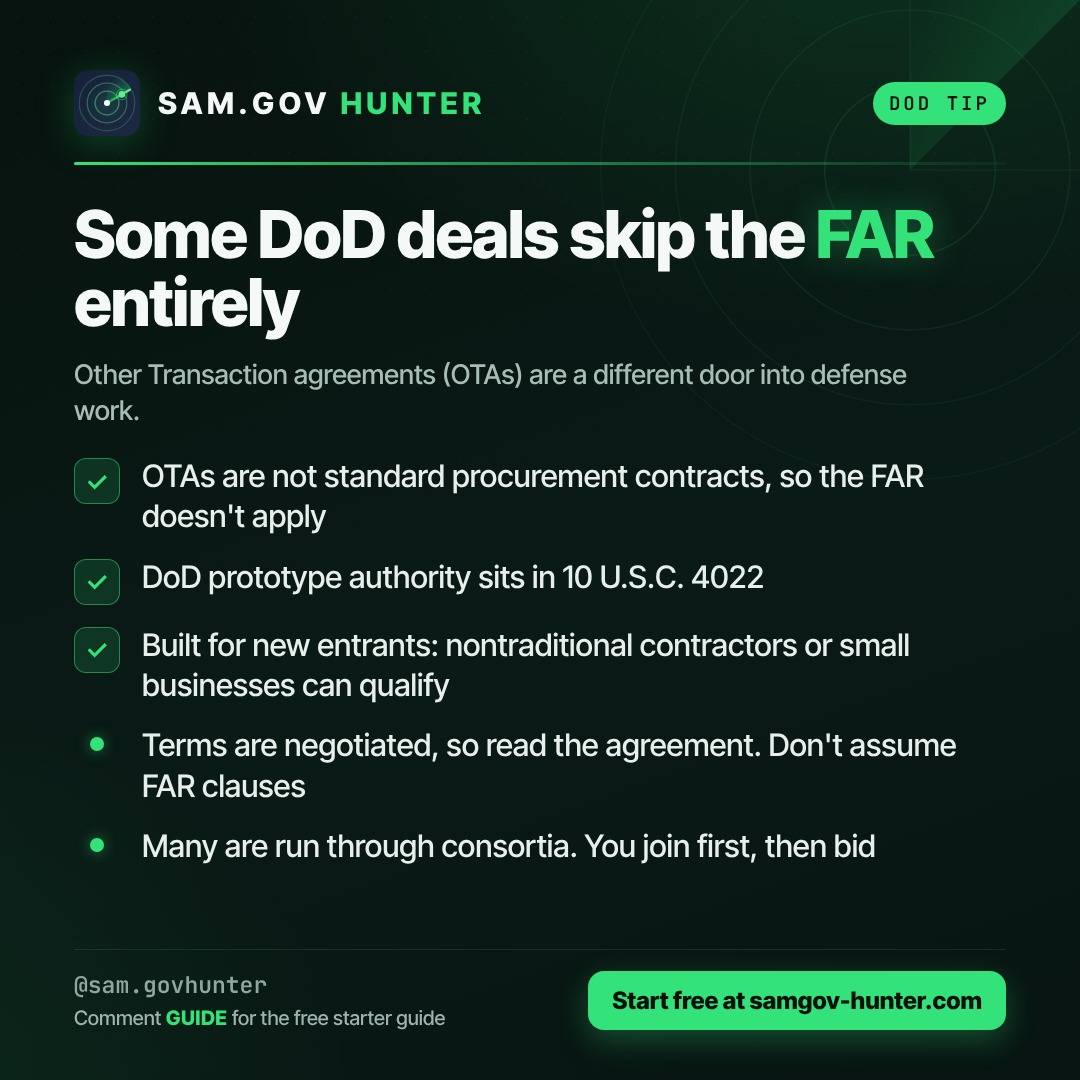 SAM.GOV HUNTER
DOD TIP
Some DoD deals skip the FAR
entirely
Other Transaction agreements (OTAs) are a different door into defense
work.
OTAs are not standard procurement contracts, so the FAR
doesn't apply
DoD prototype authority sits in 10 U.S.C. 4022
Built for new entrants: nontraditional contractors or small
businesses can qualify
Terms are negotiated, so read the agreement. Don't assume
FAR clauses
Many are run through consortia. You join first, then bid
@sam.govhunter
Comment GUIDE for the free starter guide
Start free at samgov-hunter.com